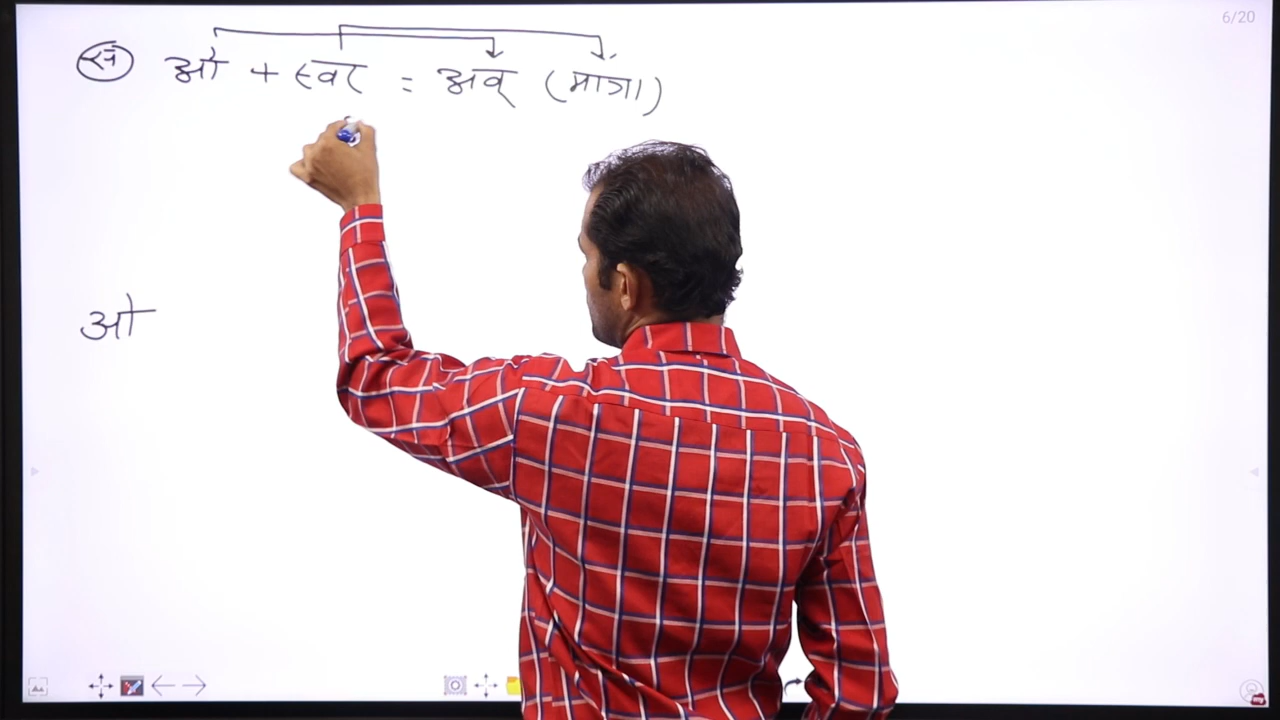 6/20
स्त्र ओ + स्वर = अव् (मात्रा)
ओ